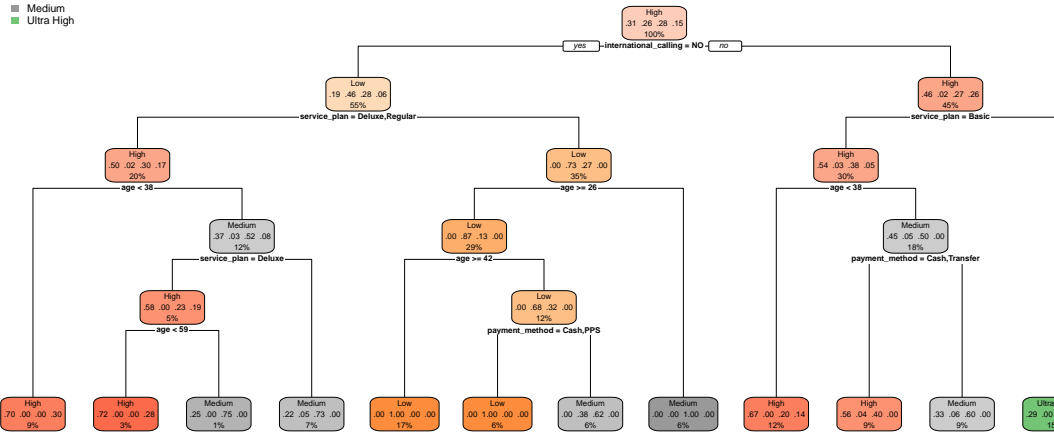 Medium
Ultra High
High
.31 .26 .28 .15
100%
yes international_calling = NO no
Low
.19 .46 .28 .06
55%
service_plan = Deluxe,Regular
High
.46 .02 .27 .26
45%
service_plan = Basic
High
.50 .02 .30 .17
20%
age < 38
Low
.00 .73 .27 .00
35%
age >= 26
High
.54 .03 .38 .05
30%
age < 38
Medium
.37 .03 .52 .08
12%
service_plan = Deluxe
Low
.00 .87 .13 .00
29%
age >= 42
Medium
.45 .05 .50 .00
18%
payment_method = Cash,Transfer
High
.58 .00 .23 .19
5%
age < 59
Low
.00 .68 .32 .00
12%
payment_method = Cash,PPS
High
.70 .00 .00 .30
9%
High
.72 .00 .00 .28
3%
Medium
.25 .00 .75 .00
1%
Medium
.22 .05 .73 .00
7%
Low
.00 1.00 .00 .00
17%
Low
.00 1.00 .00 .00
6%
Medium
.00 .38 .62 .00
6%
Medium
.00 .00 1.00 .00
6%
High
.67 .00 .20 .14
12%
High
.56 .04 .40 .00
9%
Medium
.33 .06 .60 .00
9%
Ultra
.29 .00